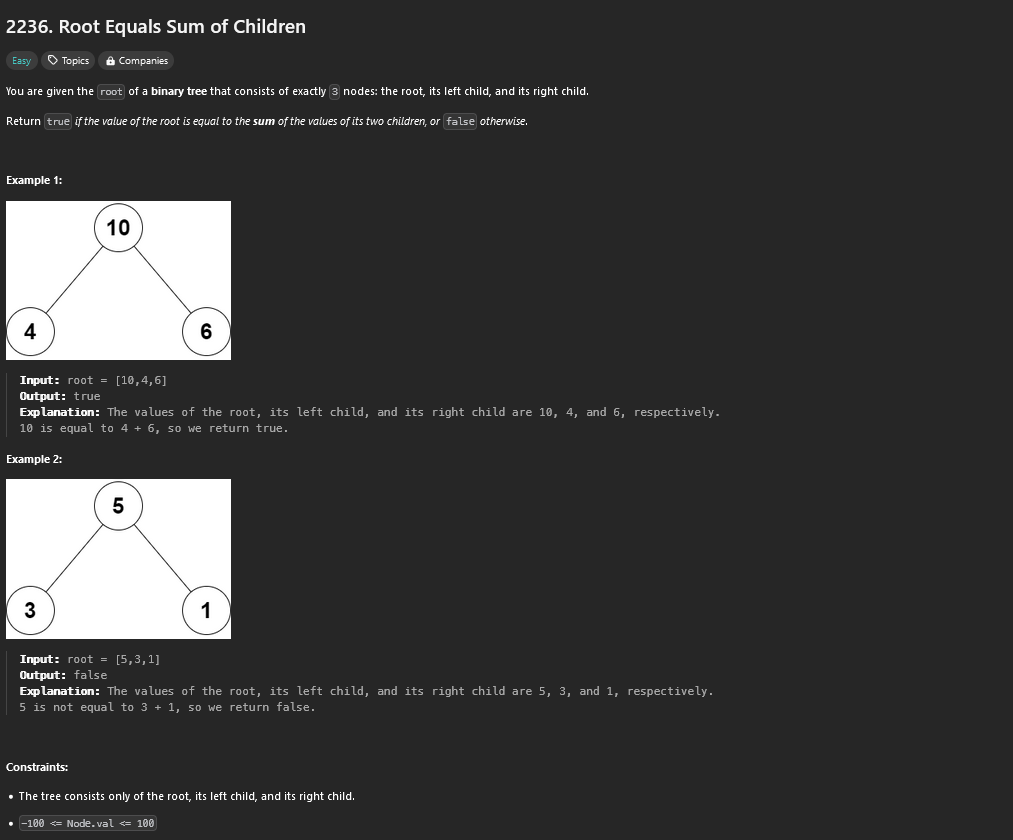 2236. Root Equals Sum of Children
Easy Topics Companies
You are given the root of a binary tree that consists of exactly 3 nodes: the root, its left child, and its right child.
Return true if the value of the root is equal to the sum of the values of its two children, or false otherwise.
Example 1:
10
4 6
Input: root = [10,4,6]
Output: true
Explanation: The values of the root, its left child, and its right child are 10, 4, and 6, respectively.
10 is equal to 4 + 6, so we return true.
Example 2:
5
3 1
Input: root = [5,3,1]
Output: false
Explanation: The values of the root, its left child, and its right child are 5, 3, and 1, respectively.
5 is not equal to 3 + 1, so we return false.
Constraints:
• The tree consists only of the root, its left child, and its right child.
• -100 <= Node.val <= 100